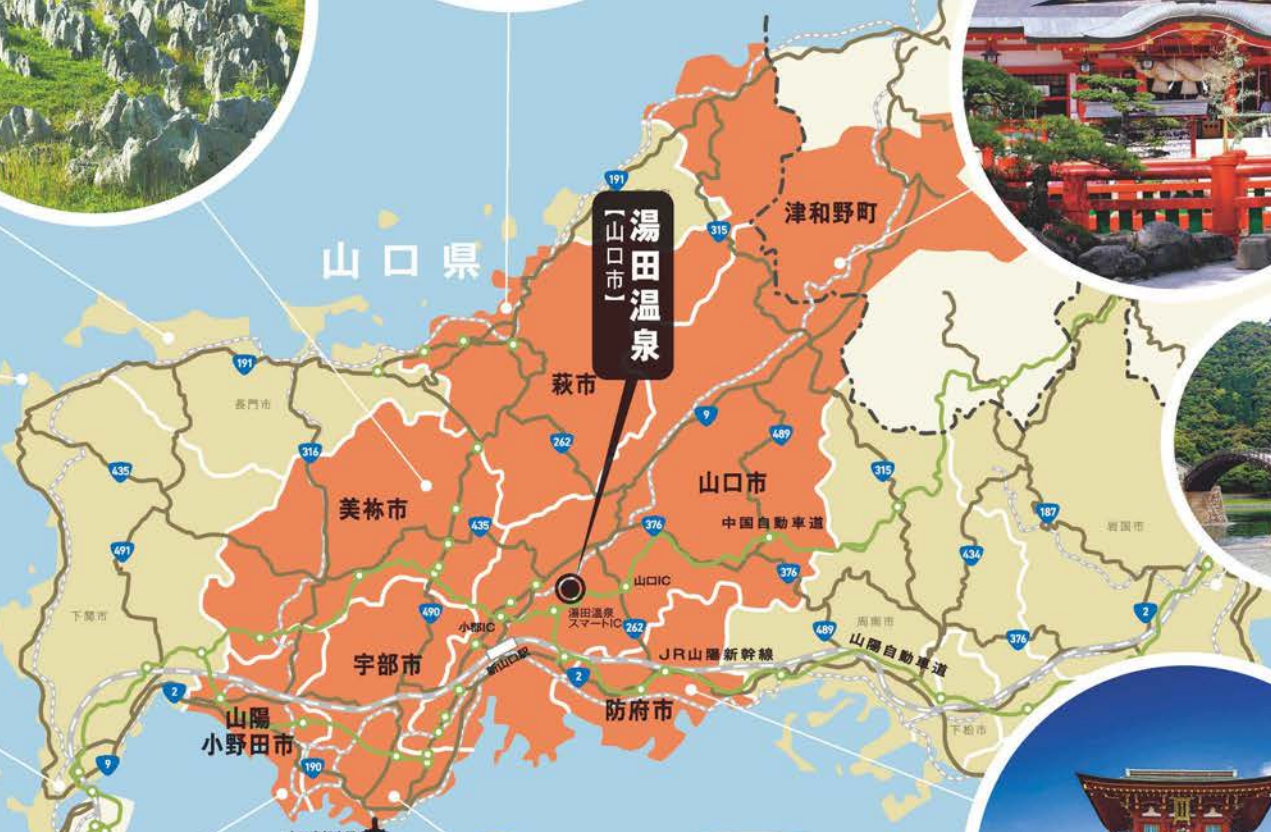 191
315
津和野町
山口県
湯田温泉
【山口市】
191
長門市
萩市
9
262
489
316
435
315
山口市
美祢市
435
376
中国自動車道
187
岩国市
491
434
376
山口IC
下関市
490
湯田温泉
スマートIC
小郡IC
262
489
周南市
376
2
山陽自動車道
JR山陽新幹線
新山口駅
宇部市
2
2
防府市
山陽
小野田市
下松市
9
190